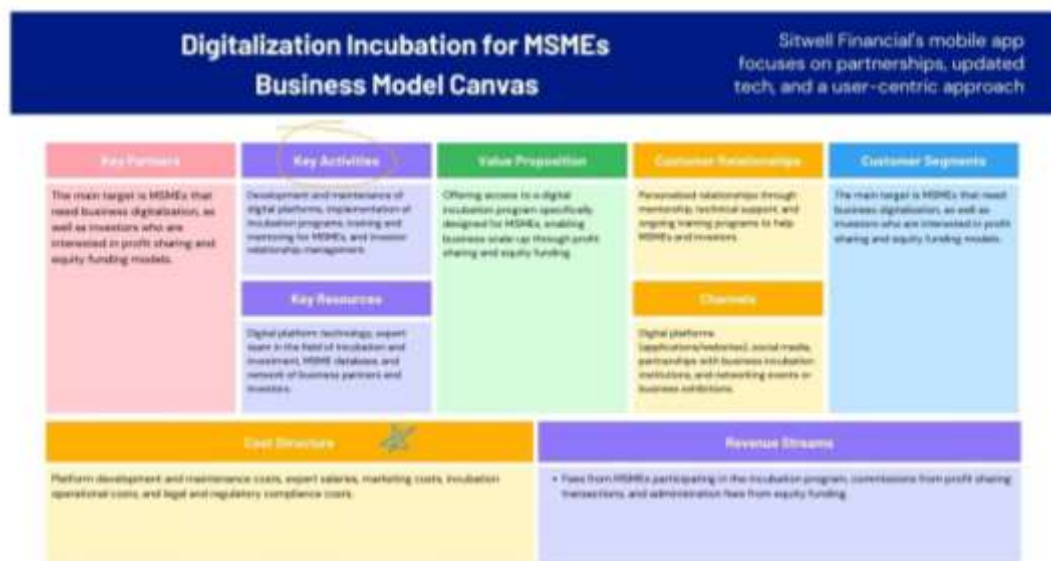 Digitalization Incubation for MSMEs
Business Model Canvas
Sitwell Financial's mobile app
focuses on partnerships, updated
tech, and a user-centric approach
Key Partners
The main target is MSMEs that
need business digitalization, as
well as investors who are
interested in profit sharing and
equity funding models.
Key Activities
Development and maintenance of
digital platforms, implementation of
incubation programs, training and
mentoring for MSMEs, and investor
relationship management.
Key Resources
Digital platform technology, expert
team in the field of incubation and
investment, MSME database, and
network of business partners and
investors.
Value Proposition
Offering access to a digital
incubation program specifically
designed for MSMEs, enabling
business scale-up through profit
sharing and equity funding.
Customer Relationships
Personalized relationships through
mentorship, technical support, and
ongoing training programs to help
MSMEs and investors.
Channels
Digital platforms
(applications/websites), social media,
partnerships with business incubation
institutions, and networking events or
business exhibitions.
Customer Segments
The main target is MSMEs that need
business digitalization, as well as
investors who are interested in profit
sharing and equity funding models.
Cost Structure
Platform development and maintenance costs, expert salaries, marketing costs, incubation
operational costs, and legal and regulatory compliance costs.
Revenue Streams
• Fees from MSMEs participating in the incubation program, commissions from profit sharing
transactions, and administration fees from equity funding.